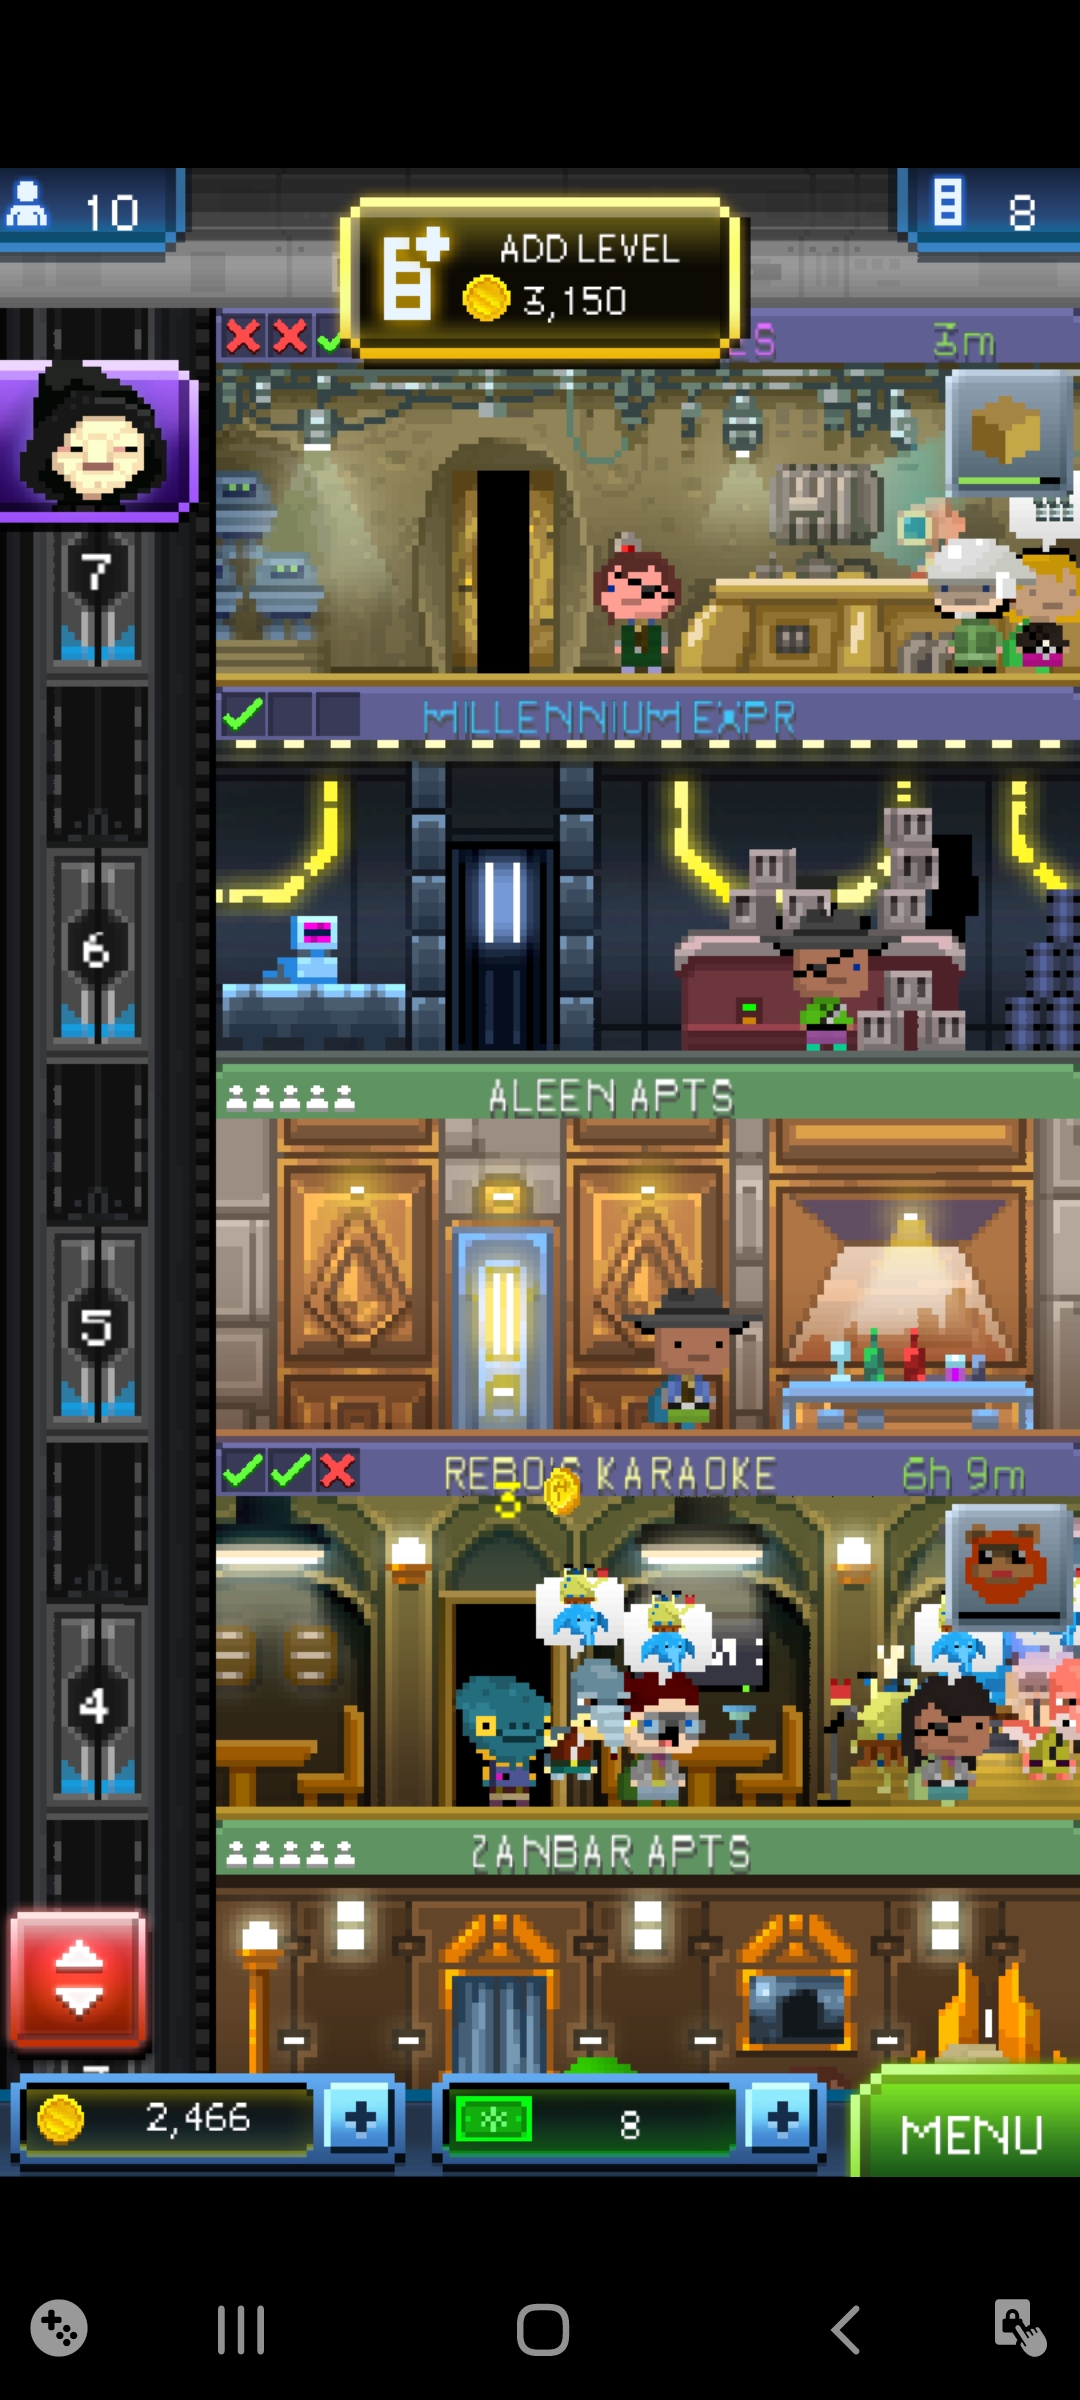 10
ADD LEVEL
3,150
8
3m
7
MILLENNIUM EXPR
6
ALEEN APTS
5
REBO'S KARAOKE
6h 9m
3
4
ZANBAR APTS
2,466
8
MENU